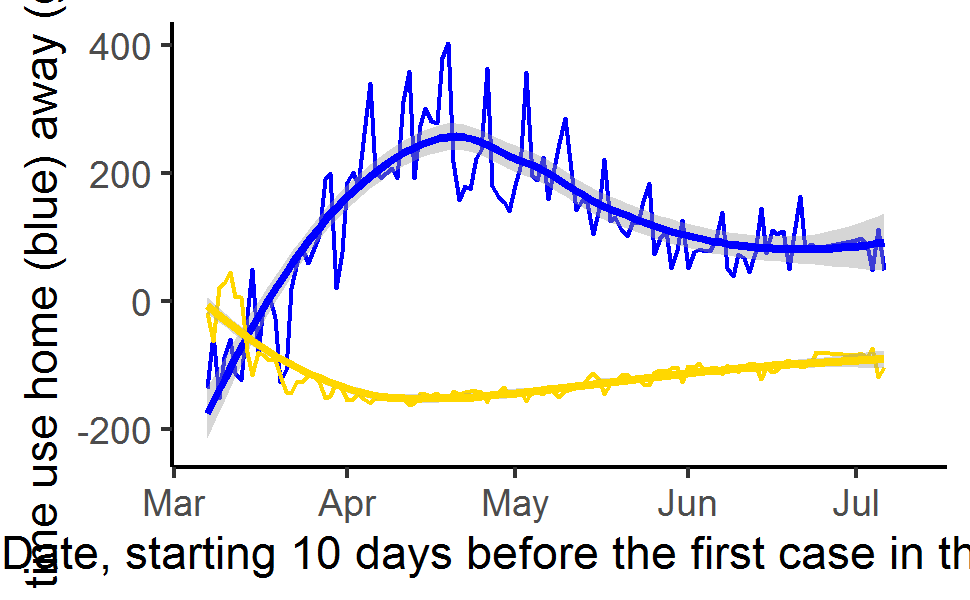 time use home (blue) away (
400
200
0
-200
Mar Apr May Jun Jul
Date, starting 10 days before the first case in th